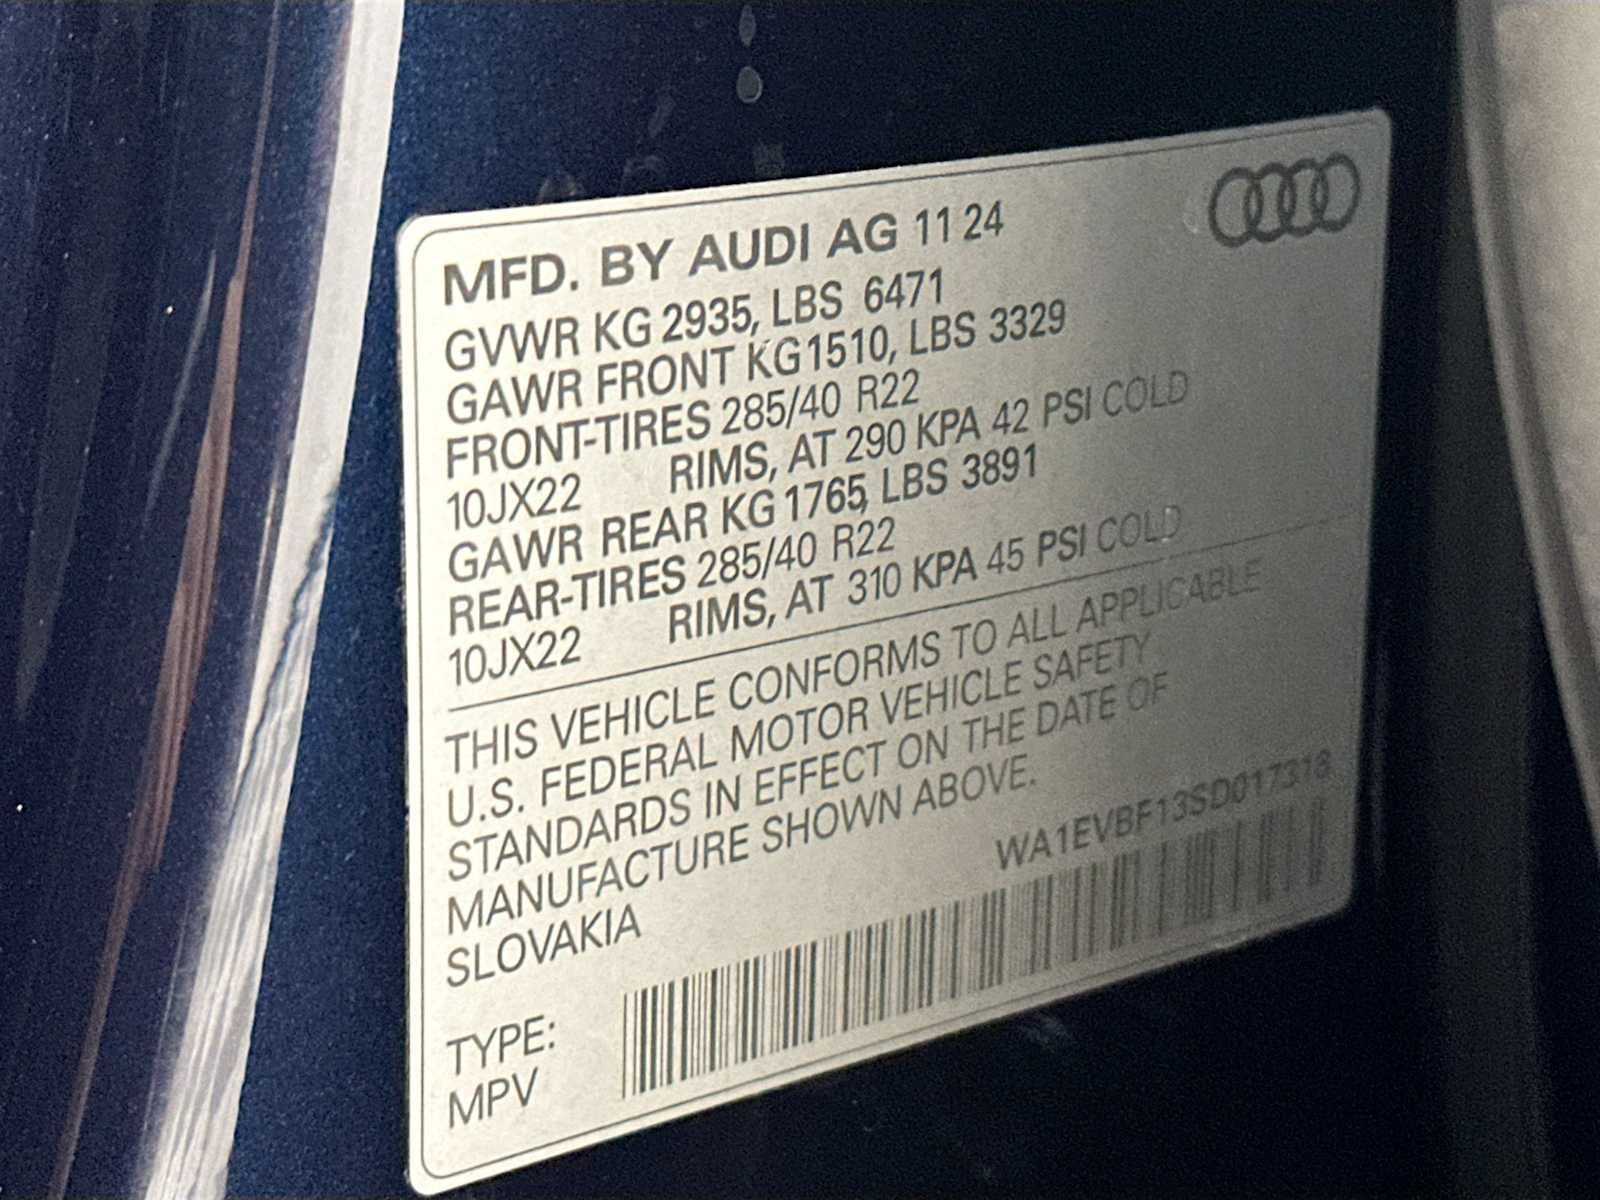 MFD. BY AUDI AG 11 24
GVWR KG 2935, LBS 6471
GAWR FRONT KG 1510, LBS 3329
FRONT-TIRES 285/40 R22
10JX22 RIMS, AT 290 KPA 42 PSI COLD
GAWR REAR KG 1765, LBS 3891
REAR-TIRES 285/40 R22
10JX22 RIMS, AT 310 KPA 45 PSI COLD
THIS VEHICLE CONFORMS TO ALL APPLICABLE
U.S. FEDERAL MOTOR VEHICLE SAFETY
STANDARDS IN EFFECT ON THE DATE OF
MANUFACTURE SHOWN ABOVE.
SLOVAKIA
WA1EVBF13SD017318
TYPE:
MPV